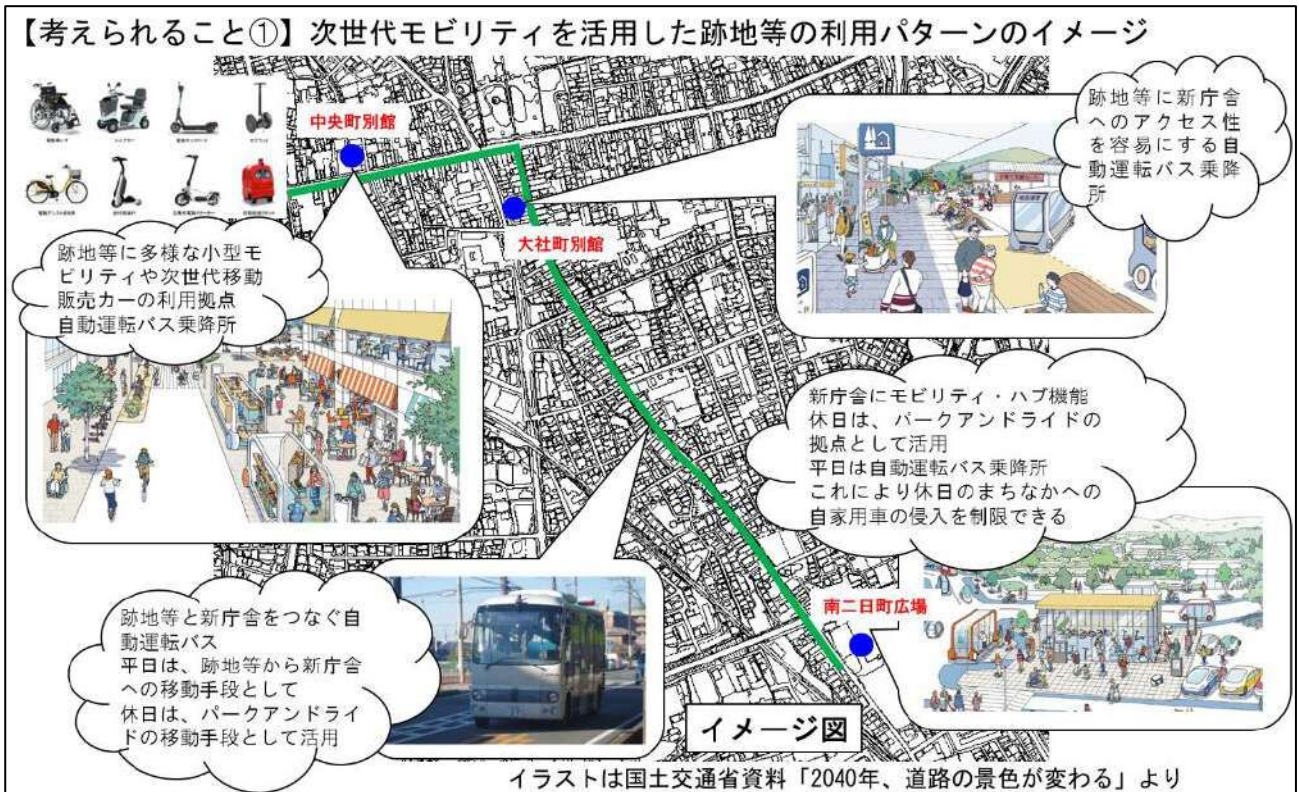 【考えられること①】次世代モビリティを活用した跡地等の利用パターンのイメージ
中央町別館
大社町別館
跡地等に新庁舎
へのアクセス性
を容易にする自
動運転バス乗降
所
跡地等に多様な小型モ
ビリティや次世代移動
販売カーの利用拠点
自動運転バス乗降所
新庁舎にモビリティ・ハブ機能
休日は、パークアンドライドの
拠点として活用
平日は自動運転バス乗降所
これにより休日のまちなかへの
自家用車の侵入を制限できる
跡地等と新庁舎をつなぐ自
動運転バス
平日は、跡地等から新庁舎
への移動手段として
休日は、パークアンドライ
ドの移動手段として活用
南二日町広場
イメージ図
イラストは国土交通省資料「2040年、道路の景色が変わる」より